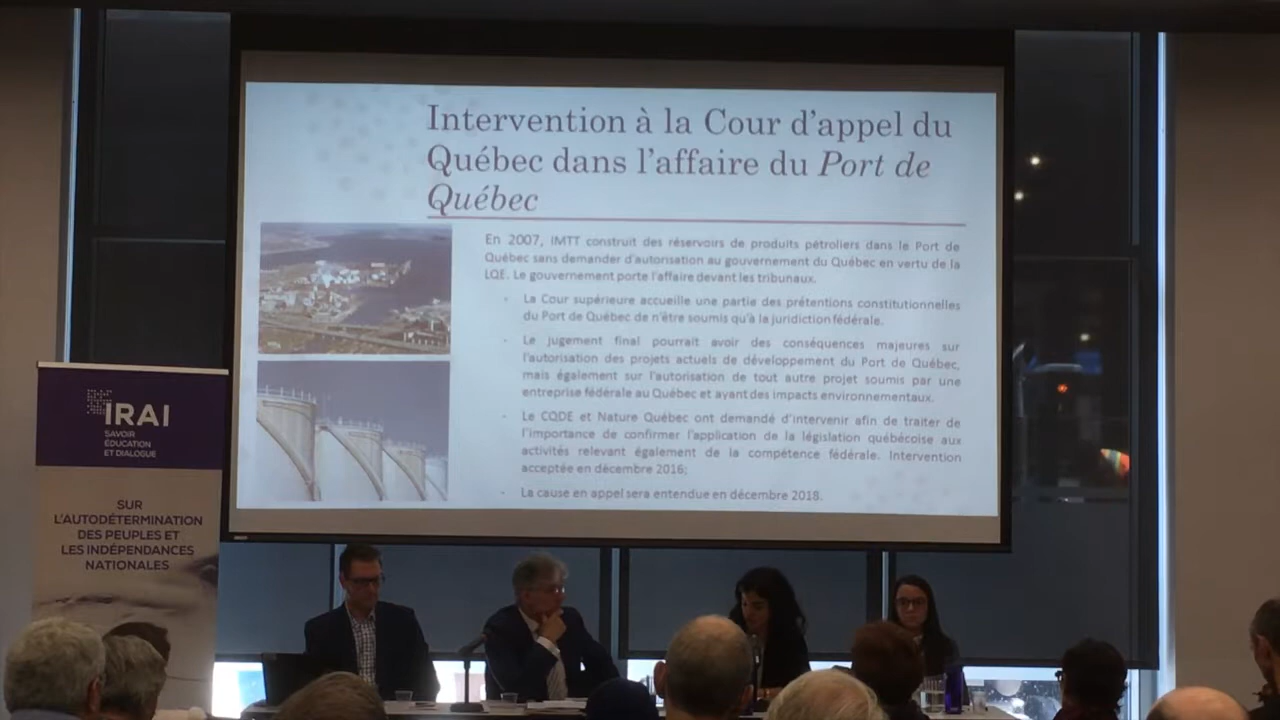 Intervention à la Cour d'appel du
Québec dans l'affaire du Port de
Québec
En 2007, IMTT construit des réservoirs de produits pétroliers dans le Port de
Québec sans demander d'autorisation au gouvernement du Québec en vertu de la
LQE. Le gouvernement porte l'affaire devant les tribunaux.
- La Cour supérieure accueille une partie des prétentions constitutionnelles
du Port de Québec de n'être soumis qu'à la juridiction fédérale.
- Le jugement final pourrait avoir des conséquences majeures sur
l'autorisation des projets actuels de développement du Port de Québec,
mais également sur l'autorisation de tout autre projet soumis par une
entreprise fédérale au Québec et ayant des impacts environnementaux.
- Le CQDE et Nature Québec ont demandé d'intervenir afin de traiter de
l'importance de confirmer l'application de la législation québécoise aux
activités relevant également de la compétence fédérale. Intervention
acceptée en décembre 2016;
- La cause en appel sera entendue en décembre 2018.
IRAI
SAVOIR
ÉDUCATION
ET DIALOGUE
SUR
L'AUTODÉTERMINATION
DES PEUPLES ET
LES INDÉPENDANCES
NATIONALES